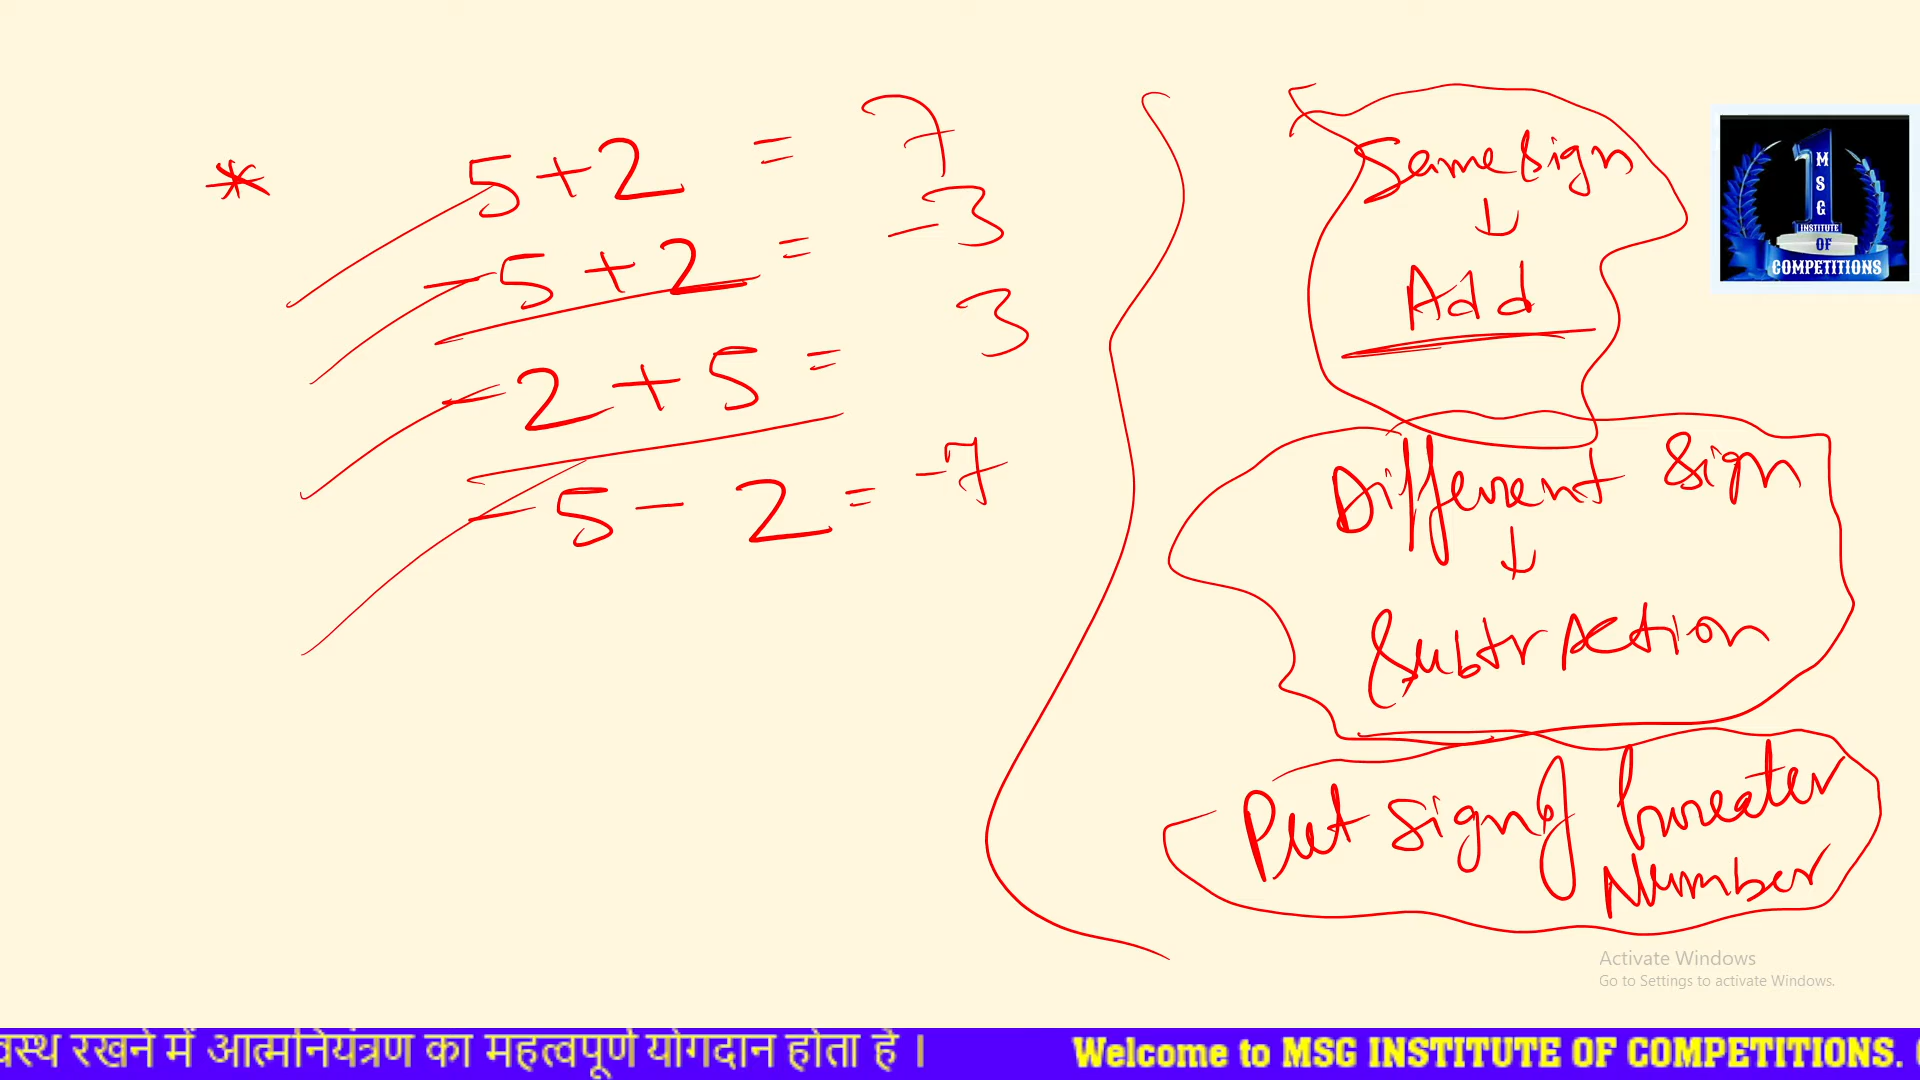 * 5+2 = 7
-5+2 = -3
-2+5 = 3
-5-2 = -7
Same sign
↓
Add
Different sign
↓
SubtrAction
Put sign of Greater
Number
1
M
S
G
INSTITUTE
OF
COMPETITIONS
Activate Windows
Go to Settings to activate Windows.
वस्थ रखने में आत्मनियंत्रण का महत्वपूर्ण योगदान होता है । Welcome to MSG INSTITUTE OF COMPETITIONS.